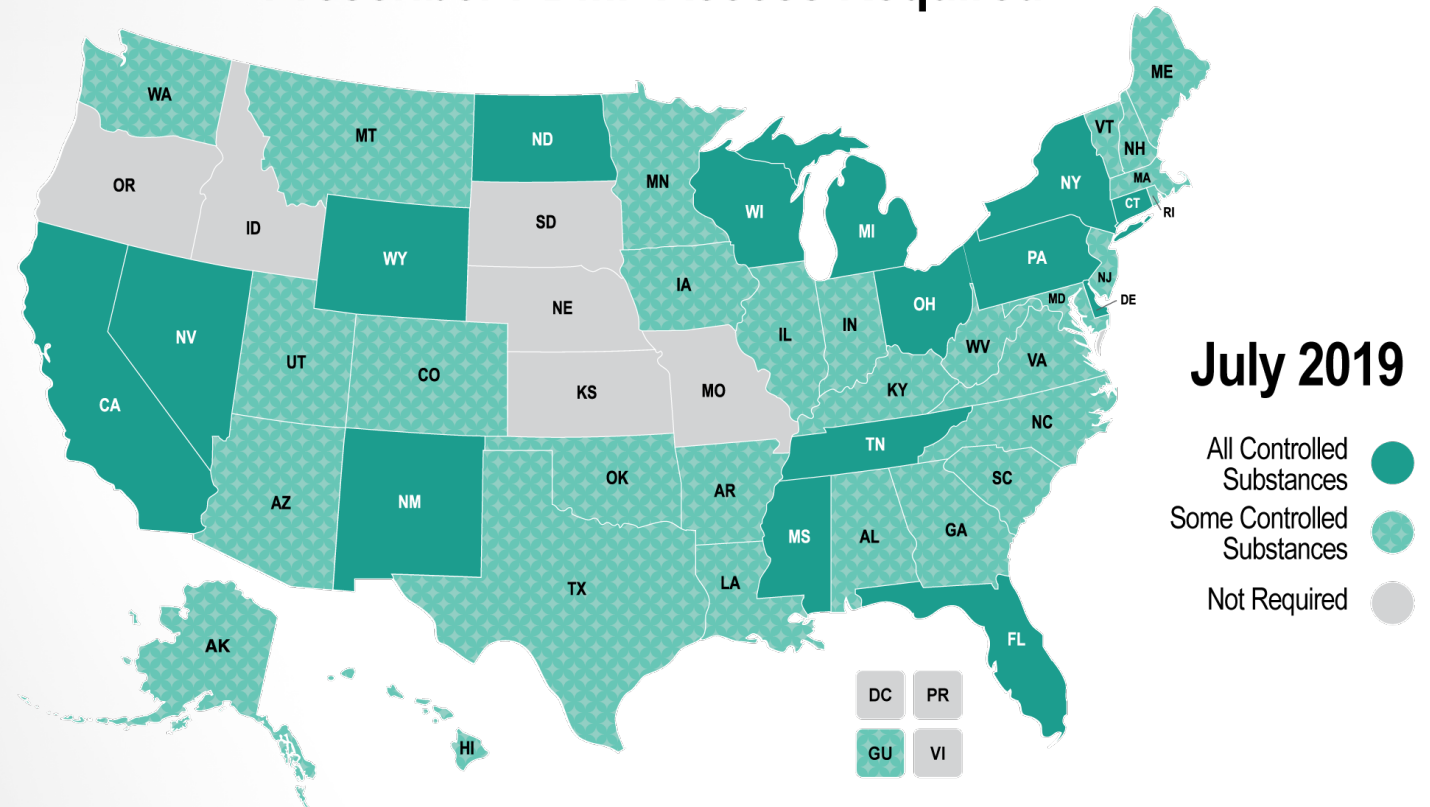 ME
WA
VT
MT
ND
NH
MA
OR
MN
NY
CT
WI
RI
ID
SD
MI
WY
PA
NJ
IA
MD
DE
NE
OH
IN
NV
IL
WV
UT
VA
CO
KY
KS
MO
CA
NC
TN
OK
SC
AR
AZ
NM
GA
MS
AL
LA
TX
FL
AK
HI
DC
PR
GU
VI
July 2019
All Controlled
Substances
Some Controlled
Substances
Not Required